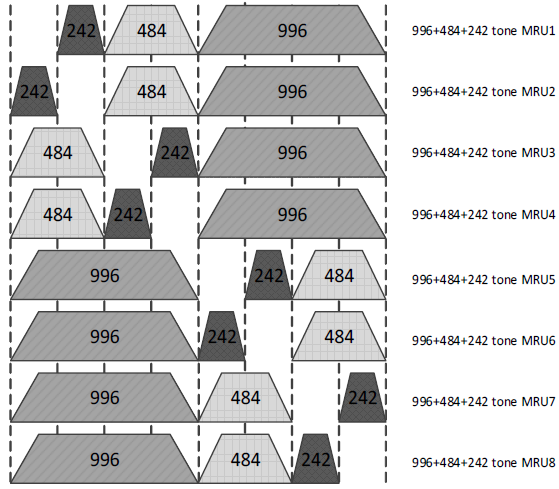 242 484 996 996+484+242 tone MRU1
242 484 996 996+484+242 tone MRU2
484 242 996 996+484+242 tone MRU3
484 242 996 996+484+242 tone MRU4
996 242 484 996+484+242 tone MRU5
996 242 484 996+484+242 tone MRU6
996 484 242 996+484+242 tone MRU7
996 484 242 996+484+242 tone MRU8